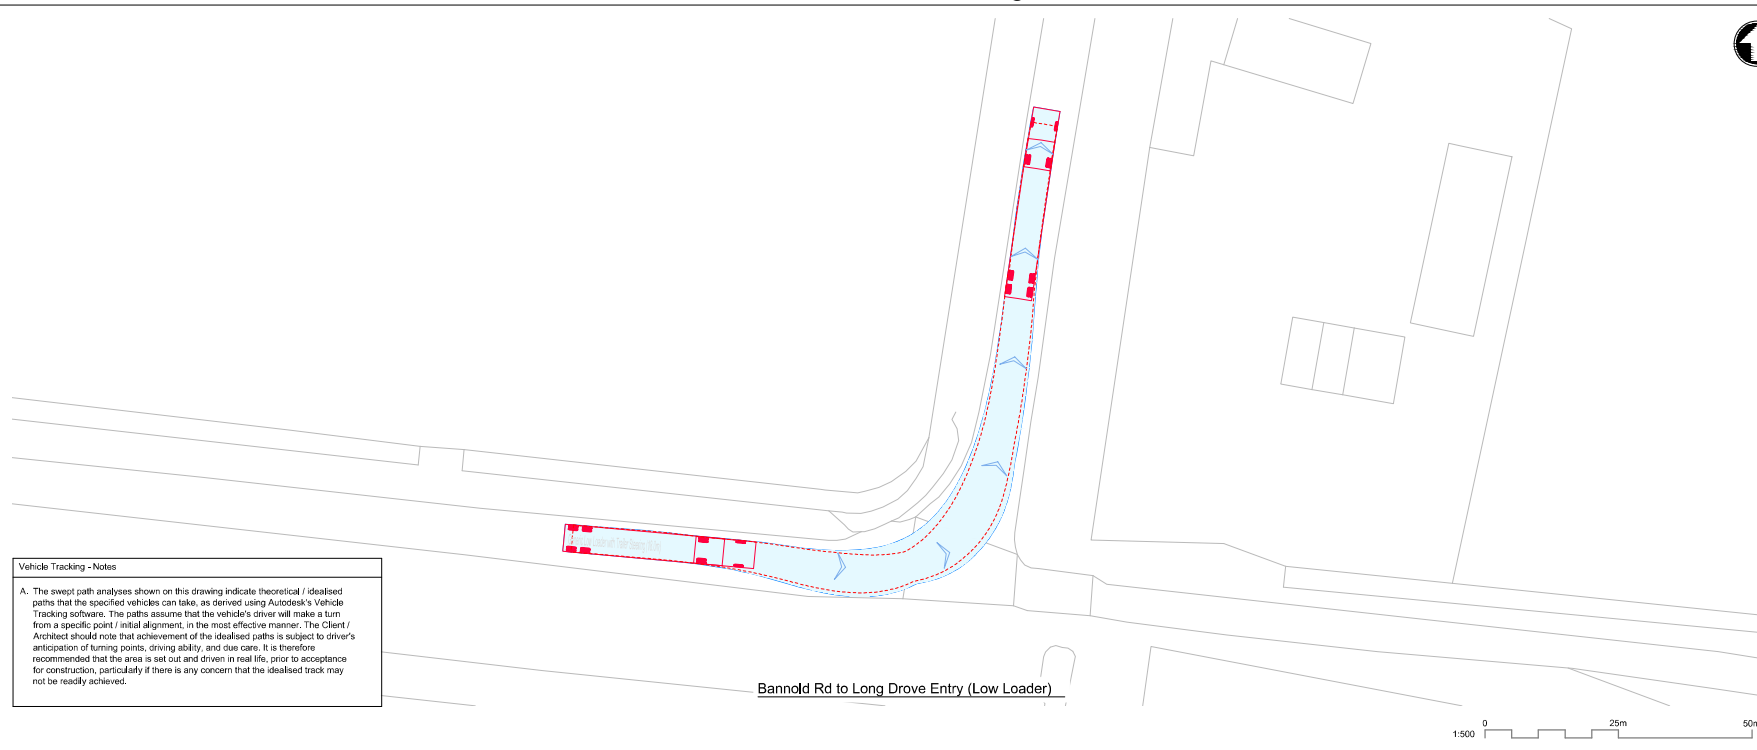 Vehicle Tracking - Notes
A. The swept path analyses shown on this drawing indicate theoretical / idealised
paths that the specified vehicles can take, as derived using Autodesk's Vehicle
Tracking software. The paths assume that the vehicle's driver will make a turn
from a specific point / initial alignment, in the most effective manner. The Client /
Architect should note that achievement of the idealised paths is subject to driver's
anticipation of turning points, driving ability, and due care. It is therefore
recommended that the area is set out and driven in real life, prior to acceptance
for construction, particularly if there is any concern that the idealised track may
not be readily achieved.
Bannold Rd to Long Drove Entry (Low Loader)
0 25m 50m
1:500